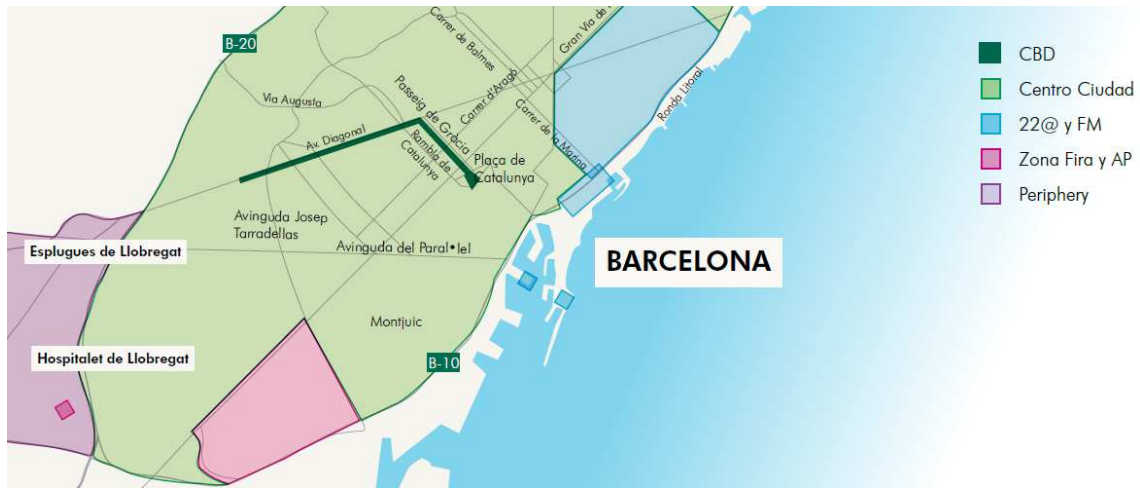 B-20
Carrer de Balmes
Gran Via de
Via Augusta
Passeig de Gràcia
Carrer d'Aragó
Carrer de la Marina
Ronda Litoral
Av. Diagonal
Rambla de
Catalunya
Plaça de
Catalunya
Avinguda Josep
Tarradellas
Avinguda del Paral•lel
Esplugues de Llobregat
BARCELONA
Montjuic
Hospitalet de Llobregat
B-10
CBD
Centro Ciudad
22@ y FM
Zona Fira y AP
Periphery